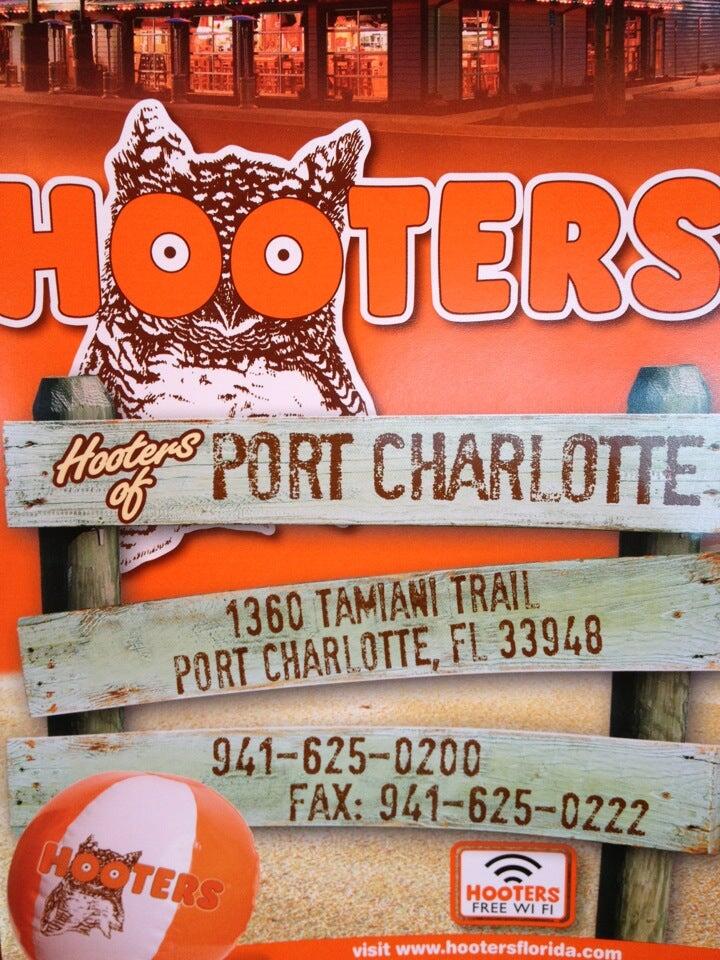 HOOTERS
Hooters of PORT CHARLOTTE
1360 TAMIANI TRAIL
PORT CHARLOTTE, FL 33948
941-625-0200
FAX: 941-625-0222
HOOTERS
HOOTERS
FREE WI FI
visit www.hootersflorida.com